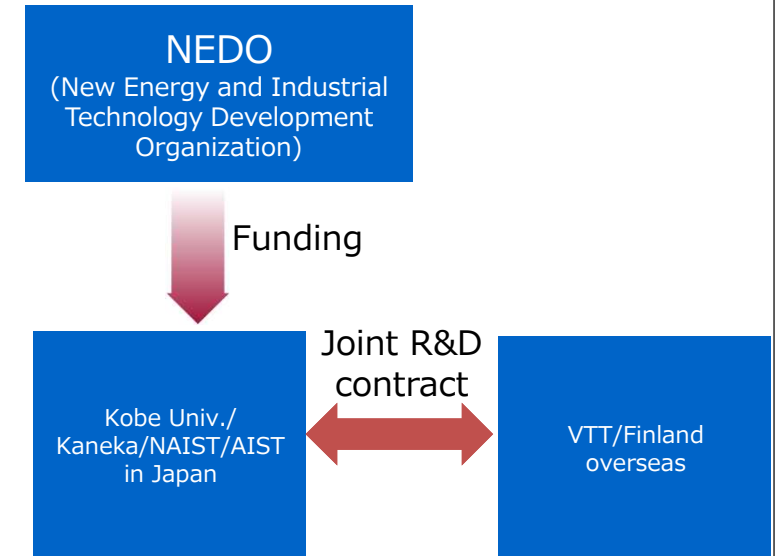 NEDO
(New Energy and Industrial
Technology Development
Organization)
Funding
Joint R&D
contract
Kobe Univ./
Kaneka/NAIST/AIST
in Japan
VTT/Finland
overseas